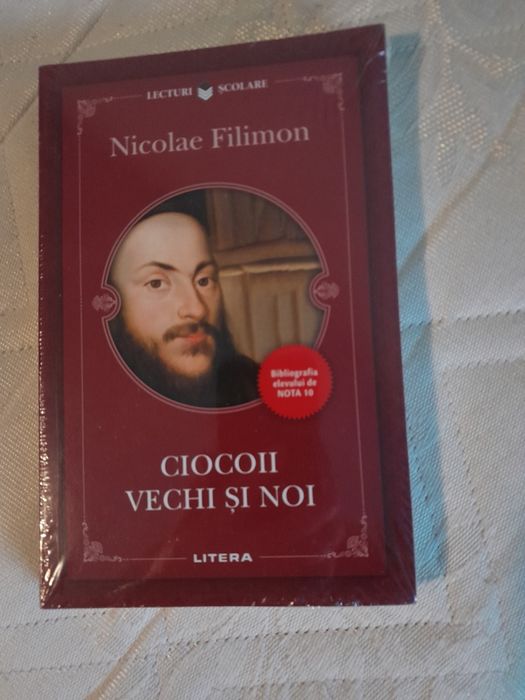 LECTURI ȘCOLARE
Nicolae Filimon
Bibliografia
elevului de
NOTA 10
CIOCOII
VECHI ȘI NOI
LITERA